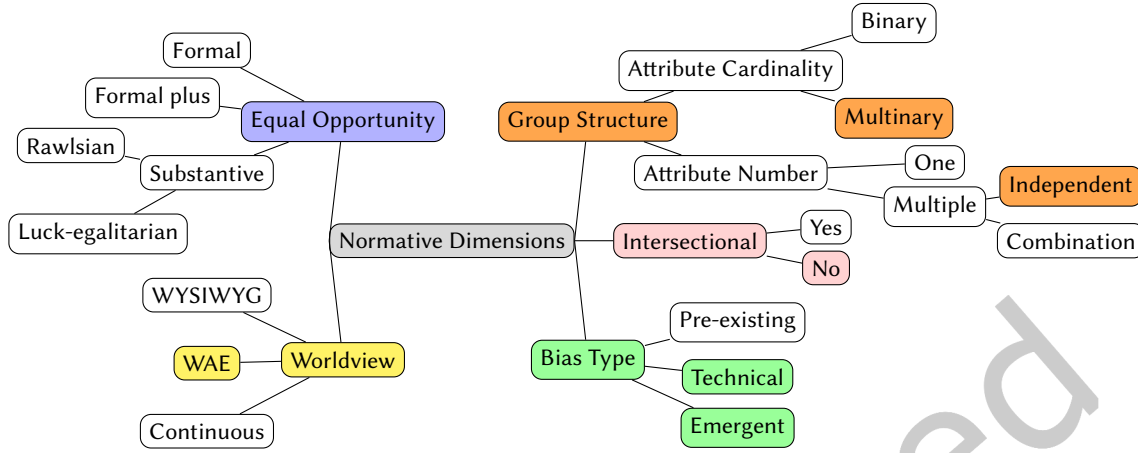 Binary
Formal
Attribute Cardinality
Formal plus
Equal Opportunity
Group Structure
Multinary
Rawlsian
Substantive
Attribute Number
One
Independent
Multiple
Luck-egalitarian
Normative Dimensions
Intersectional
Yes
Combination
No
WYSIWYG
Pre-existing
WAE
Worldview
Bias Type
Technical
Continuous
Emergent
ed